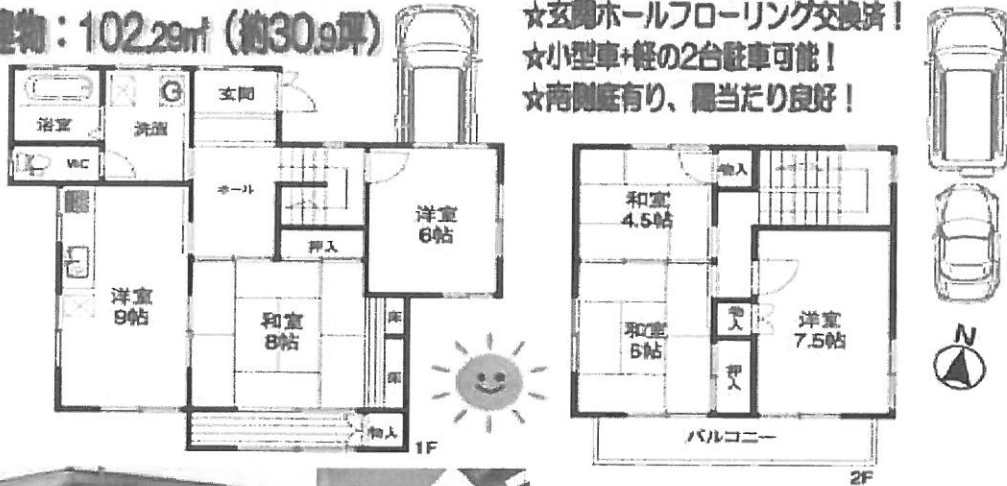 建物：102.29㎡（約30.9坪）
☆玄関ホールフローリング交換済！
☆小型車+軽の2台駐車可能！
☆南側庭有り、陽当たり良好！
浴室
洗面
玄関
WC
ホール
洋室
6帖
押入
洋室
9帖
和室
8帖
床
床
物入
1F
和室
4.5帖
物入
和室
6帖
物入
押入
洋室
7.5帖
バルコニー
2F
N